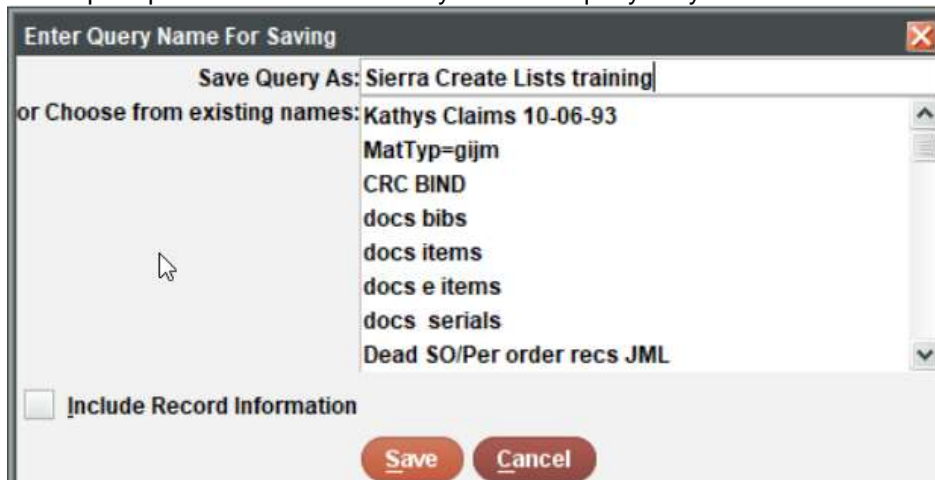 Enter Query Name For Saving
Save Query As: Sierra Create Lists training
or Choose from existing names: Kathys Claims 10-06-93
MatTyp=gijm
CRC BIND
docs bibs
docs items
docs e items
docs serials
Dead SO/Per order recs JML
Include Record Information
Save Cancel